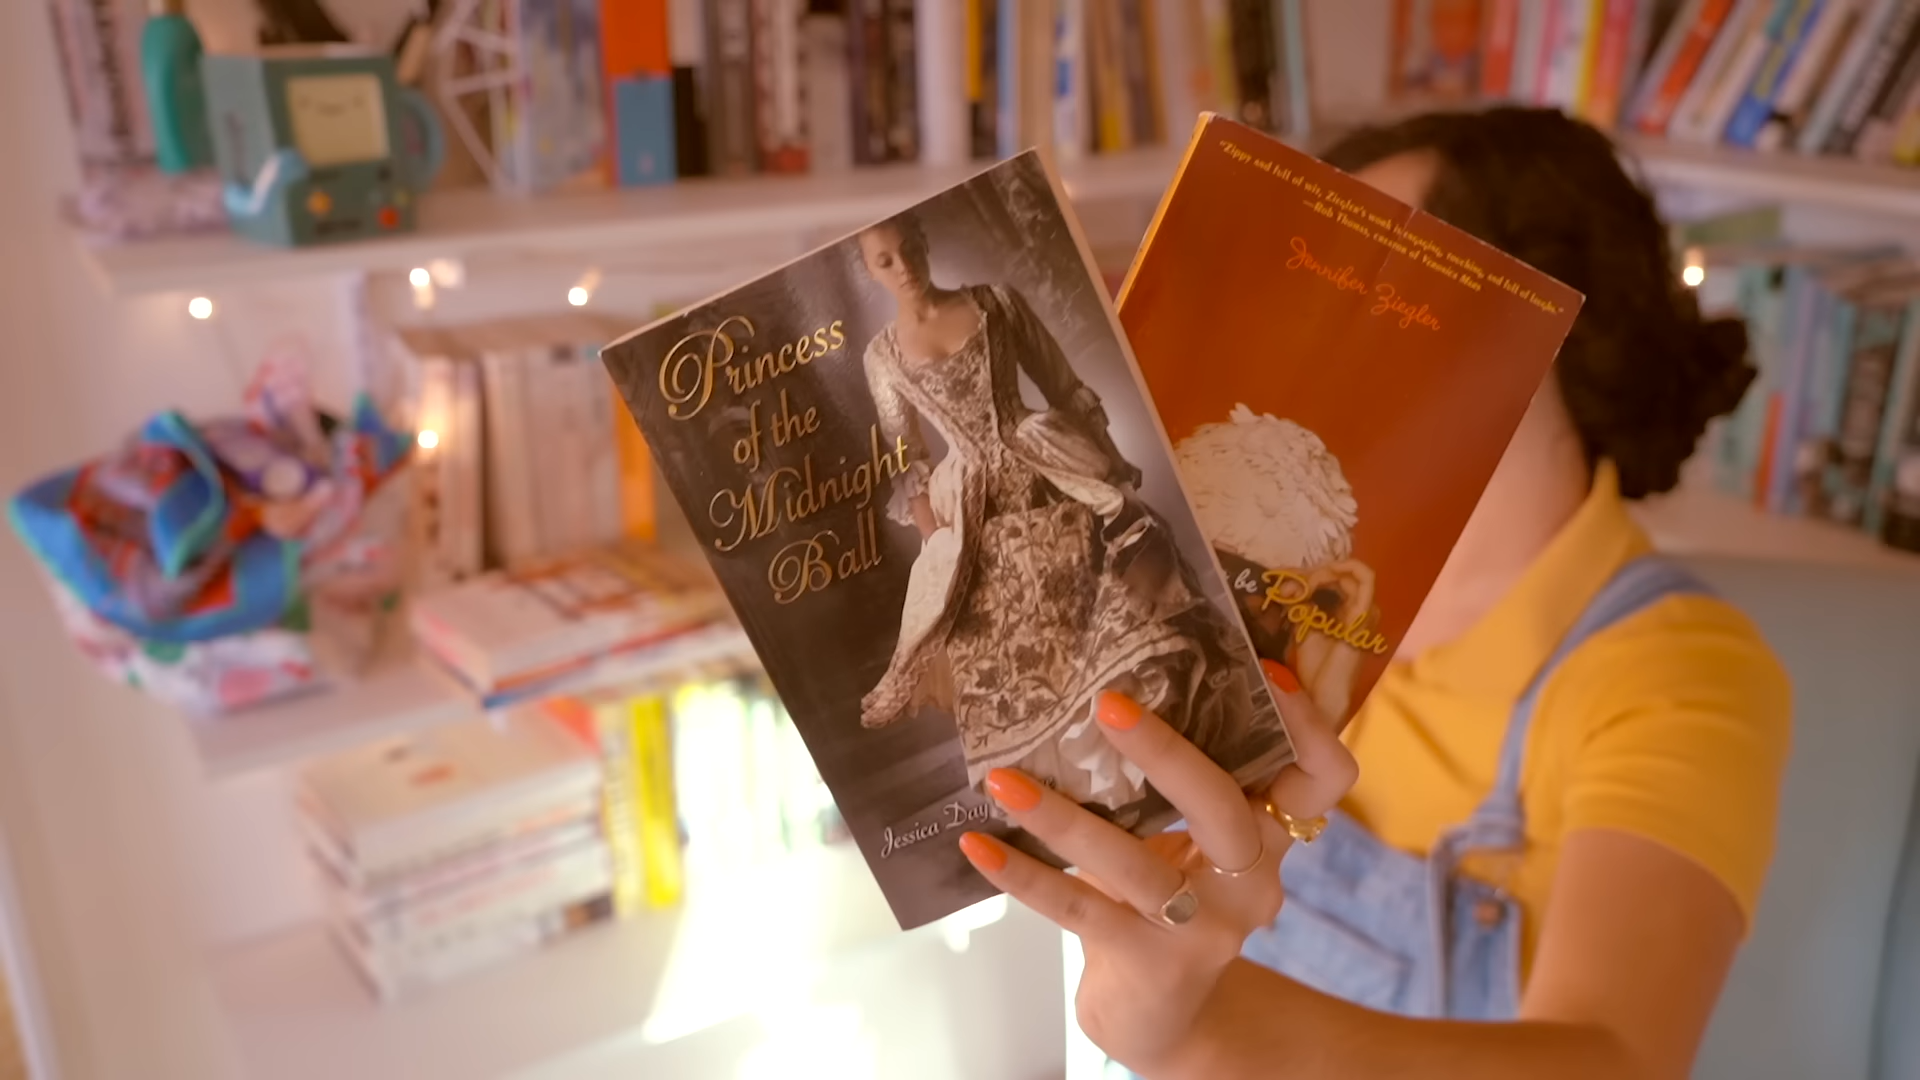 Princess
of the
Midnight
Ball
Jessica Day
"Zippy and full of wit, Ziegler's work is engaging, touching, and full of laughs."
—Rob Thomas, creator of Veronica Mars
Jennifer Ziegler
be Popular